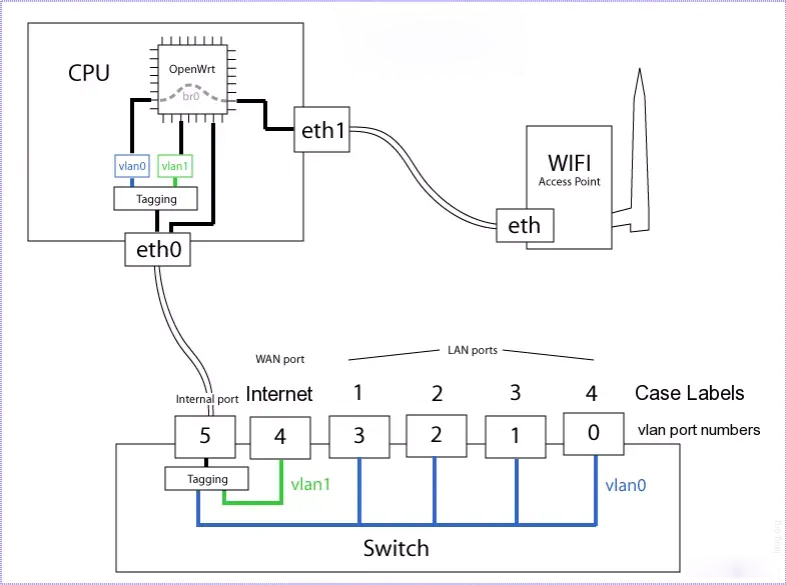 CPU
OpenWrt
br0
eth1
vlan0
vlan1
Tagging
eth0
WIFI
Access Point
eth
WAN port
LAN ports
Internal port
Internet
1
2
3
4
Case Labels
5
4
3
2
1
0
vlan port numbers
Tagging
vlan1
vlan0
Switch